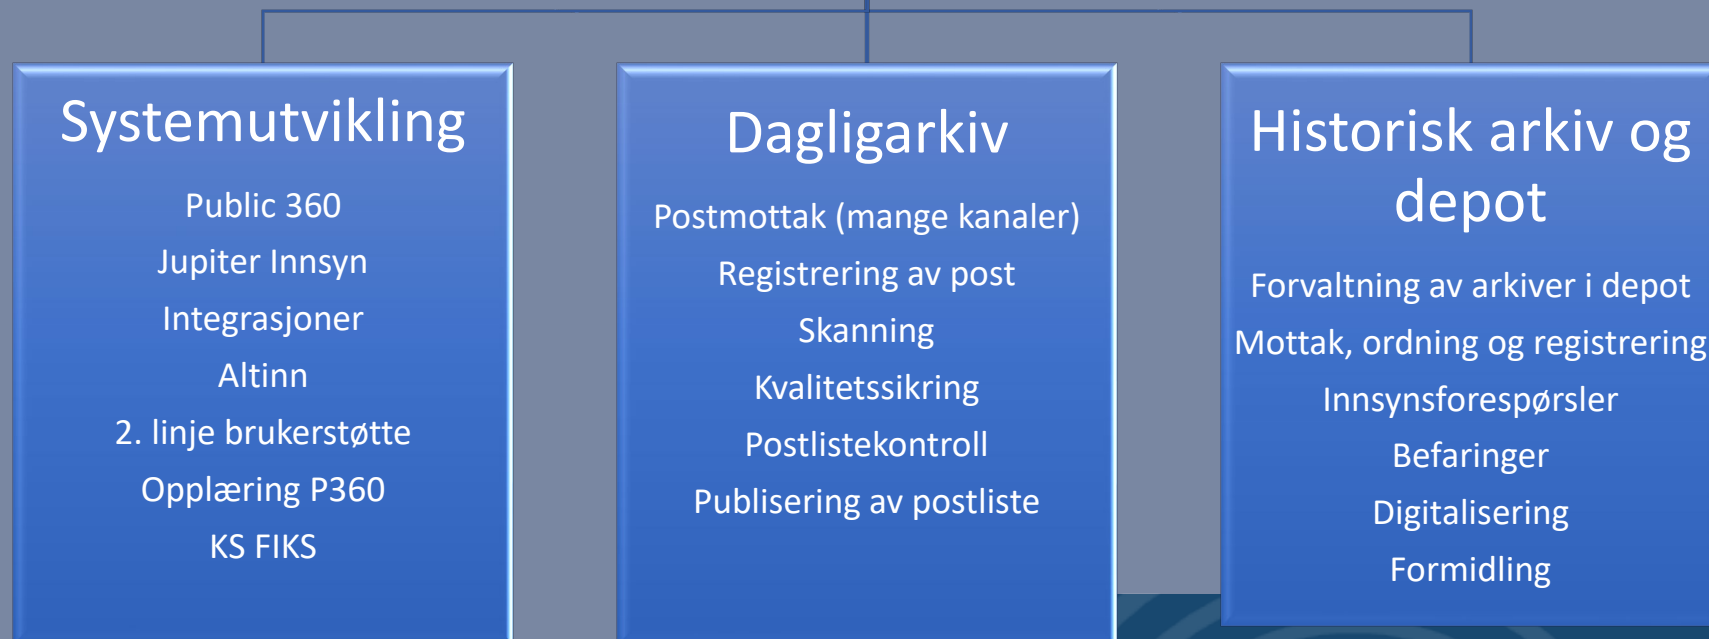 Systemutvikling
Public 360
Jupiter Innsyn
Integrasjoner
Altinn
2. linje brukerstøtte
Opplæring P360
KS FIKS
Dagligarkiv
Postmottak (mange kanaler)
Registrering av post
Skanning
Kvalitetssikring
Postlistekontroll
Publisering av postliste
Historisk arkiv og
depot
Forvaltning av arkiver i depot
Mottak, ordning og registrering
Innsynsforespørsler
Befaringer
Digitalisering
Formidling